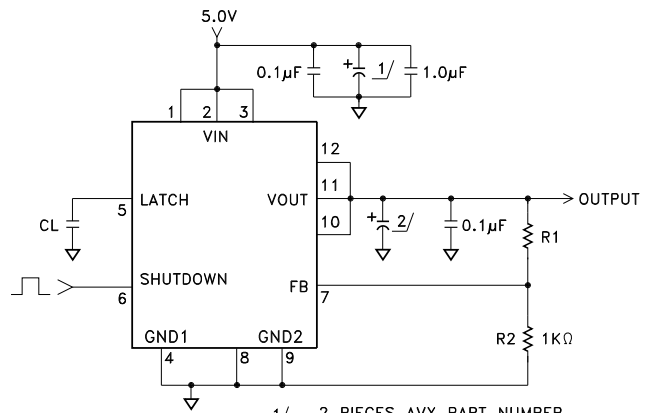 5.0V
0.1µF
+
1/
1.0µF
1
2
3
VIN
12
LATCH
VOUT
11
OUTPUT
5
10
CL
+
2/
0.1µF
R1
SHUTDOWN
6
FB
7
R2
1KΩ
GND1
GND2
4
8
9
1/ 2 PIECES AVX PART NUMBER